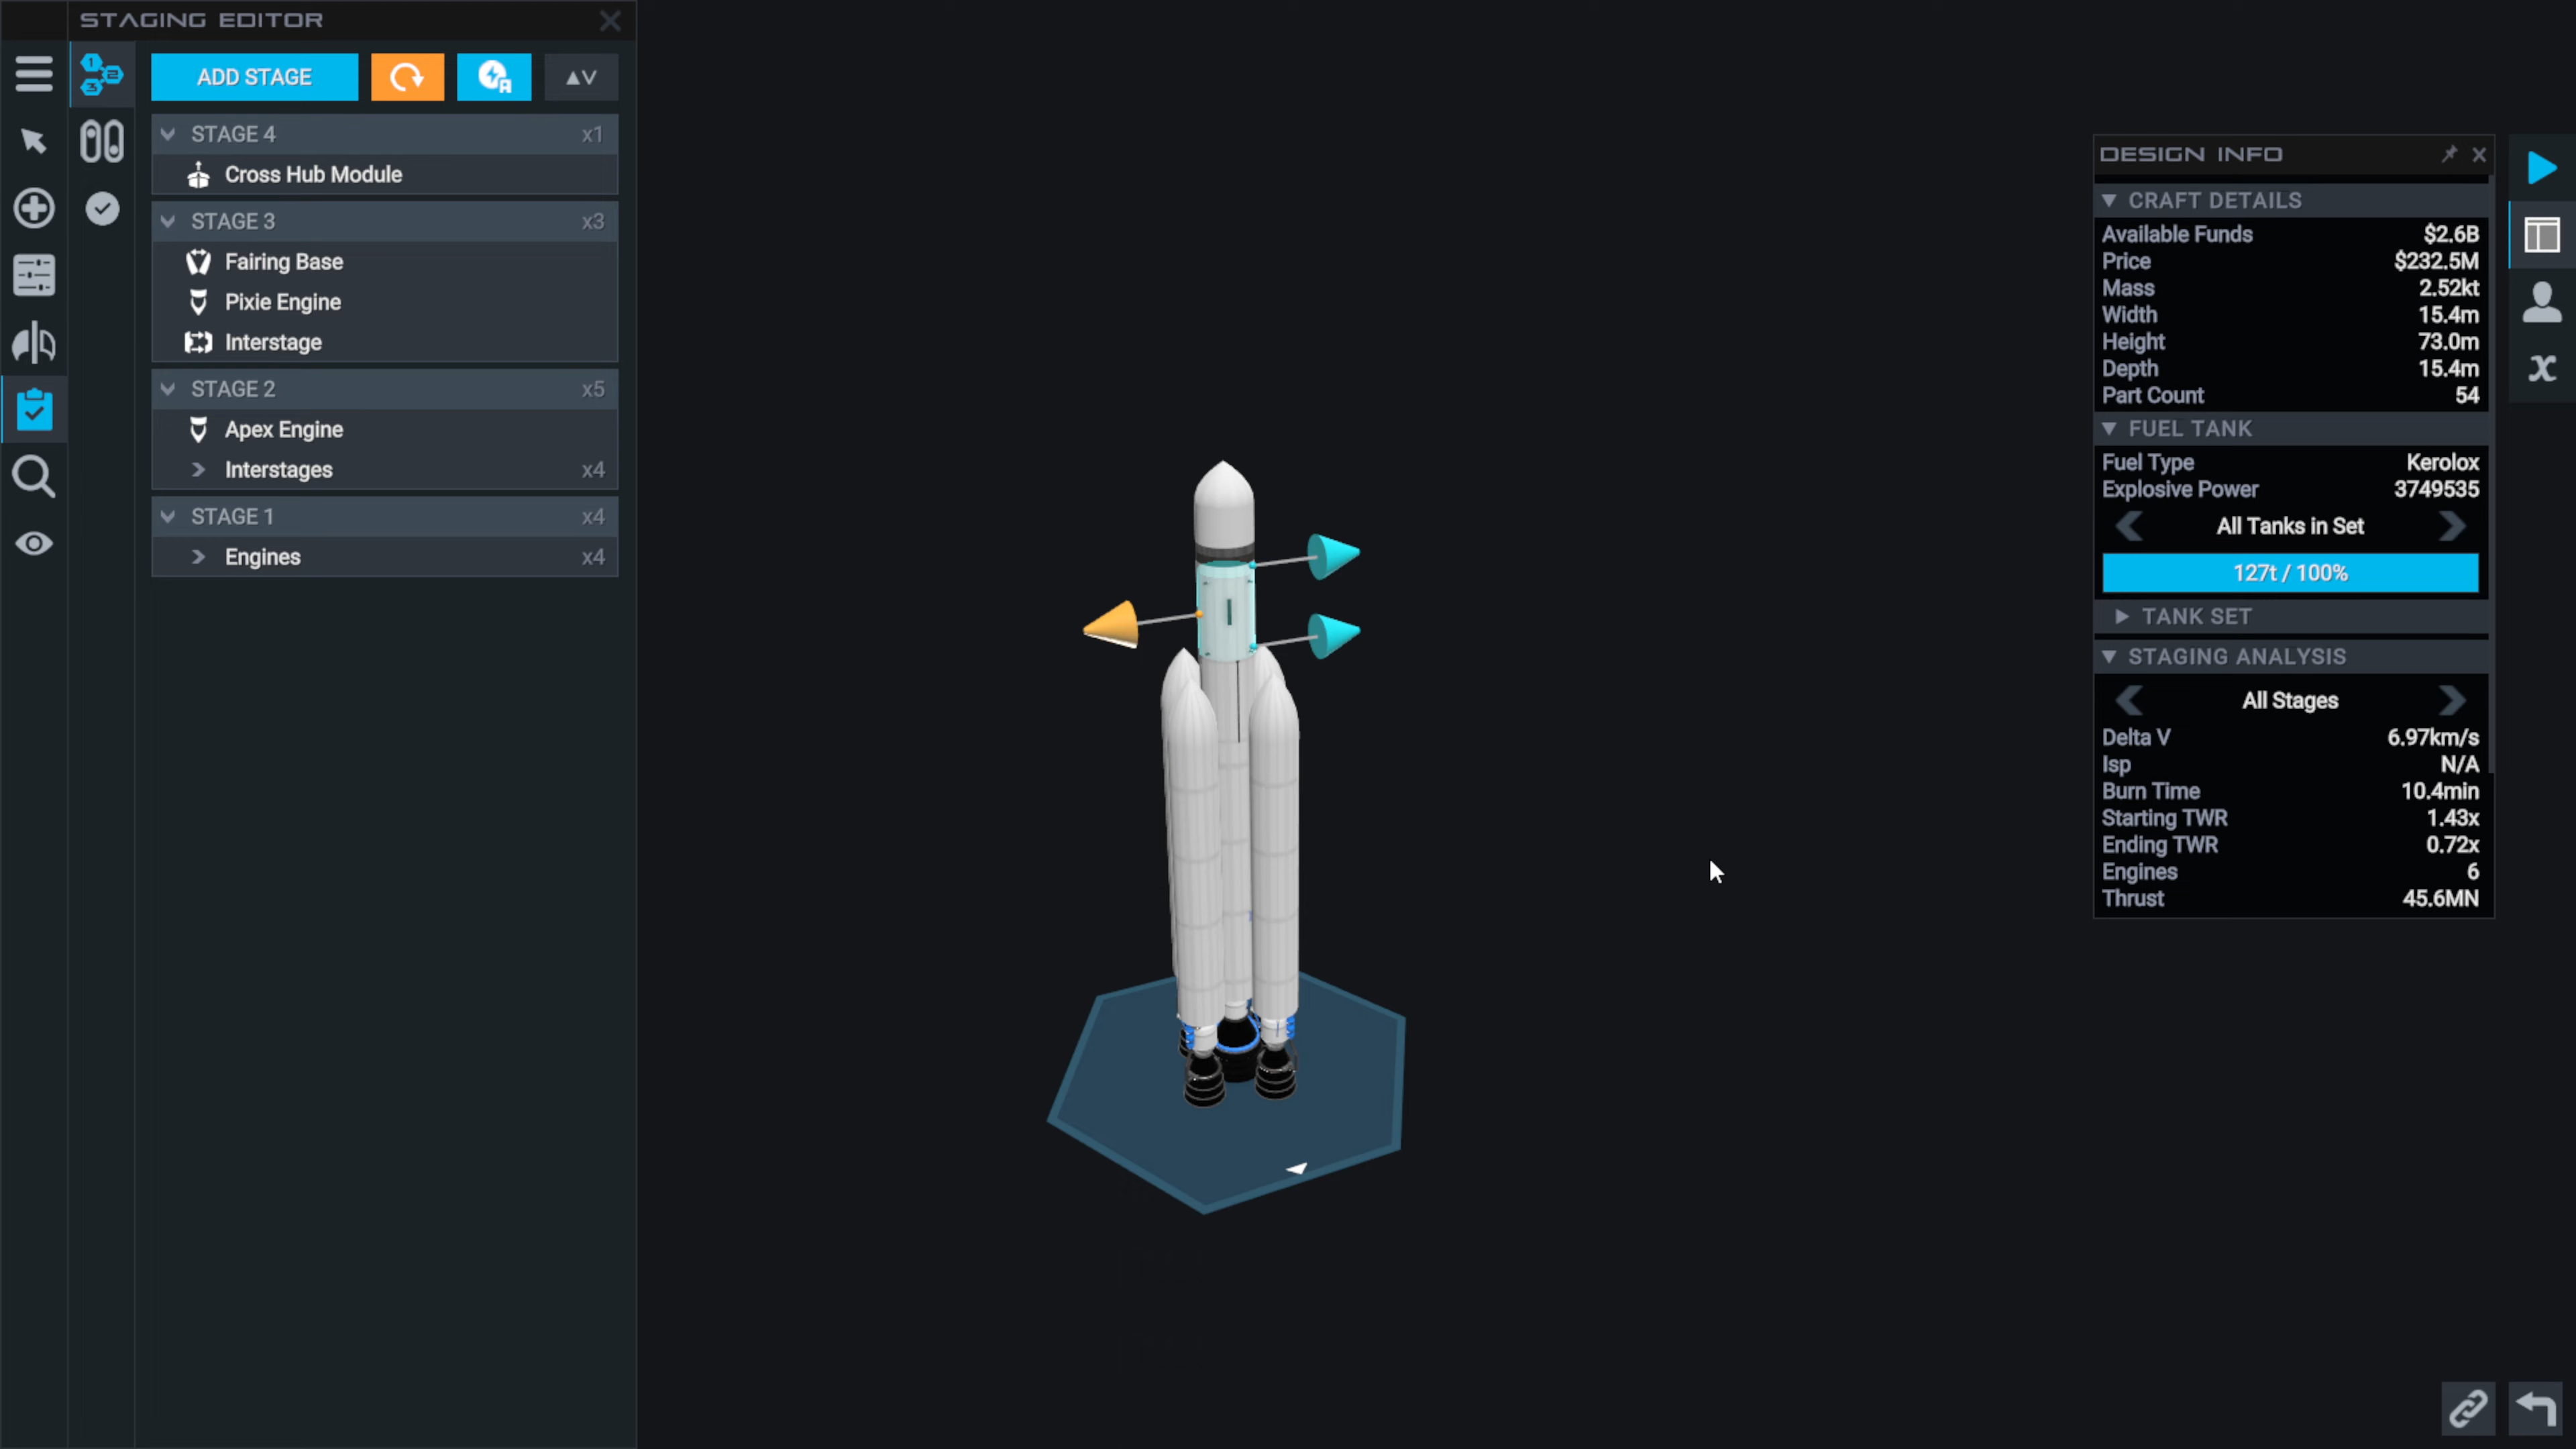 STAGING EDITOR
ADD STAGE
STAGE 4 x1
Cross Hub Module
STAGE 3 x3
Fairing Base
Pixie Engine
Interstage
STAGE 2 x5
Apex Engine
Interstages x4
STAGE 1 x4
Engines x4
DESIGN INFO
CRAFT DETAILS
Available Funds $2.6B
Price $232.5M
Mass 2.52kt
Width 15.4m
Height 73.0m
Depth 15.4m
Part Count 54
FUEL TANK
Fuel Type Kerolox
Explosive Power 3749535
All Tanks in Set
127t / 100%
TANK SET
STAGING ANALYSIS
All Stages
Delta V 6.97km/s
Isp N/A
Burn Time 10.4min
Starting TWR 1.43x
Ending TWR 0.72x
Engines 6
Thrust 45.6MN